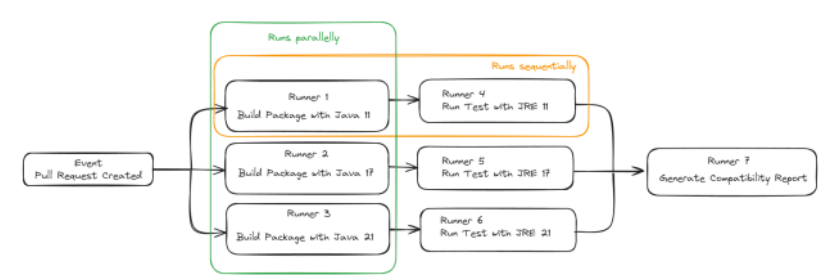 Runs parallelly
Runs sequentially
Runner 1
Build Package with Java 11
Runner 4
Run Test with JRE 11
Event
Pull Request Created
Runner 2
Build Package with Java 17
Runner 5
Run Test with JRE 17
Runner 7
Generate Compatibility Report
Runner 3
Build Package with Java 21
Runner 6
Run Test with JRE 21